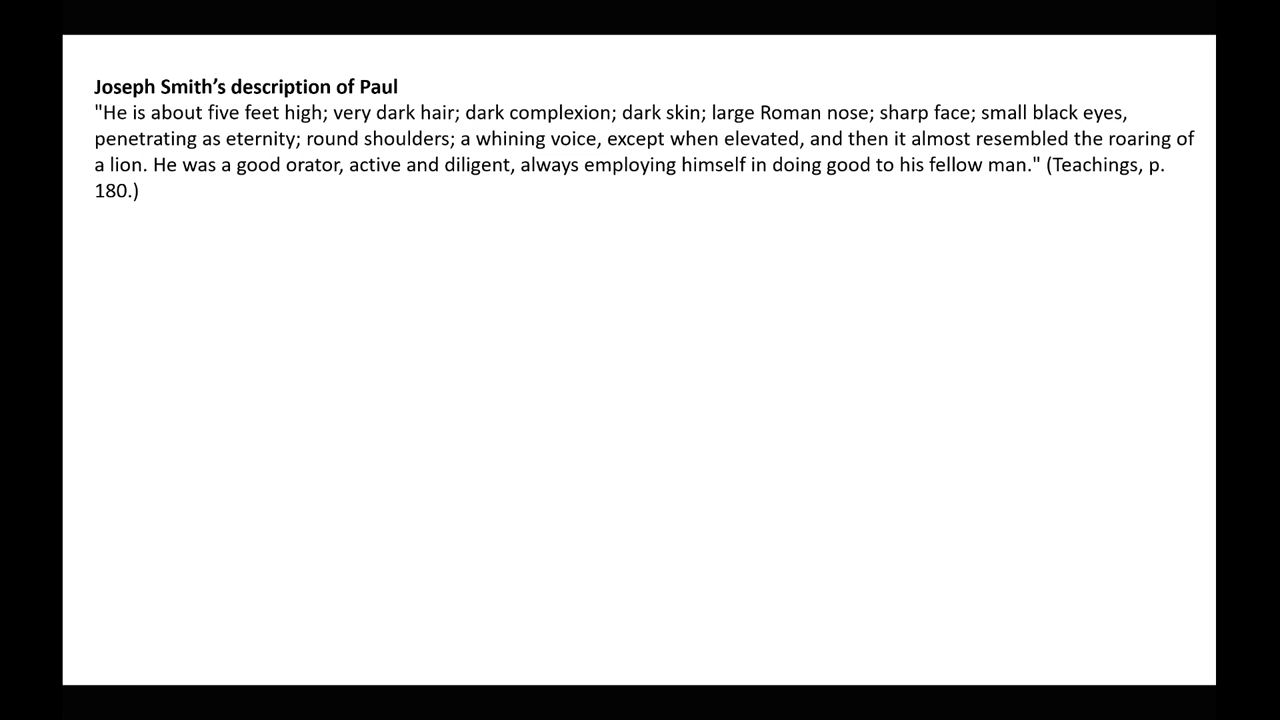 Joseph Smith’s description of Paul
"He is about five feet high; very dark hair; dark complexion; dark skin; large Roman nose; sharp face; small black eyes,
penetrating as eternity; round shoulders; a whining voice, except when elevated, and then it almost resembled the roaring of
a lion. He was a good orator, active and diligent, always employing himself in doing good to his fellow man." (Teachings, p.
180.)